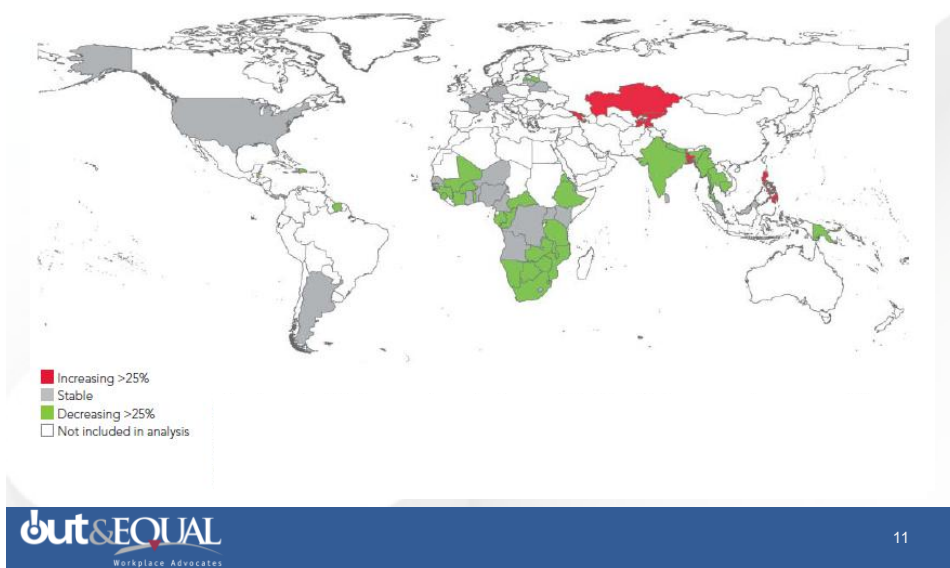 Increasing >25%
Stable
Decreasing >25%
Not included in analysis
out&EQUAL
Workplace Advocates
11